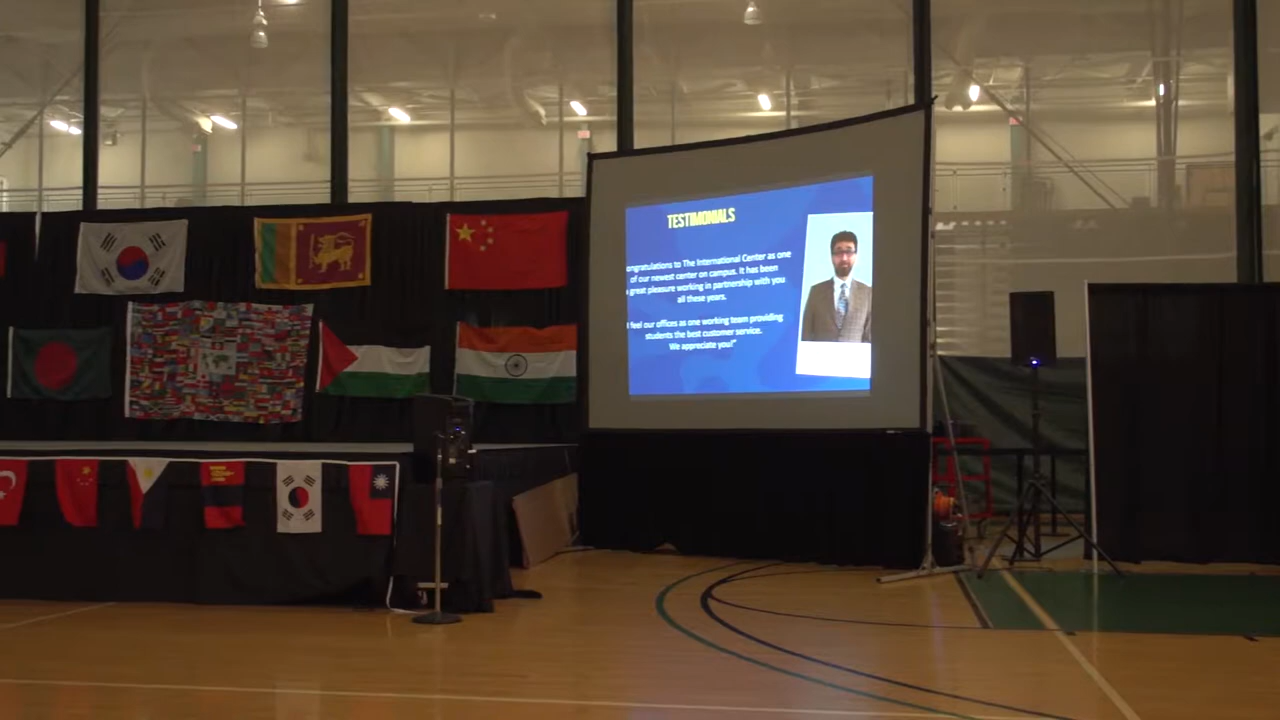 TESTIMONIALS
ongratulations to The International Center as one
of our newest center on campus. It has been
great pleasure working in partnership with you
all these years.
feel our offices as one working team providing
students the best customer service.
We appreciate you!"